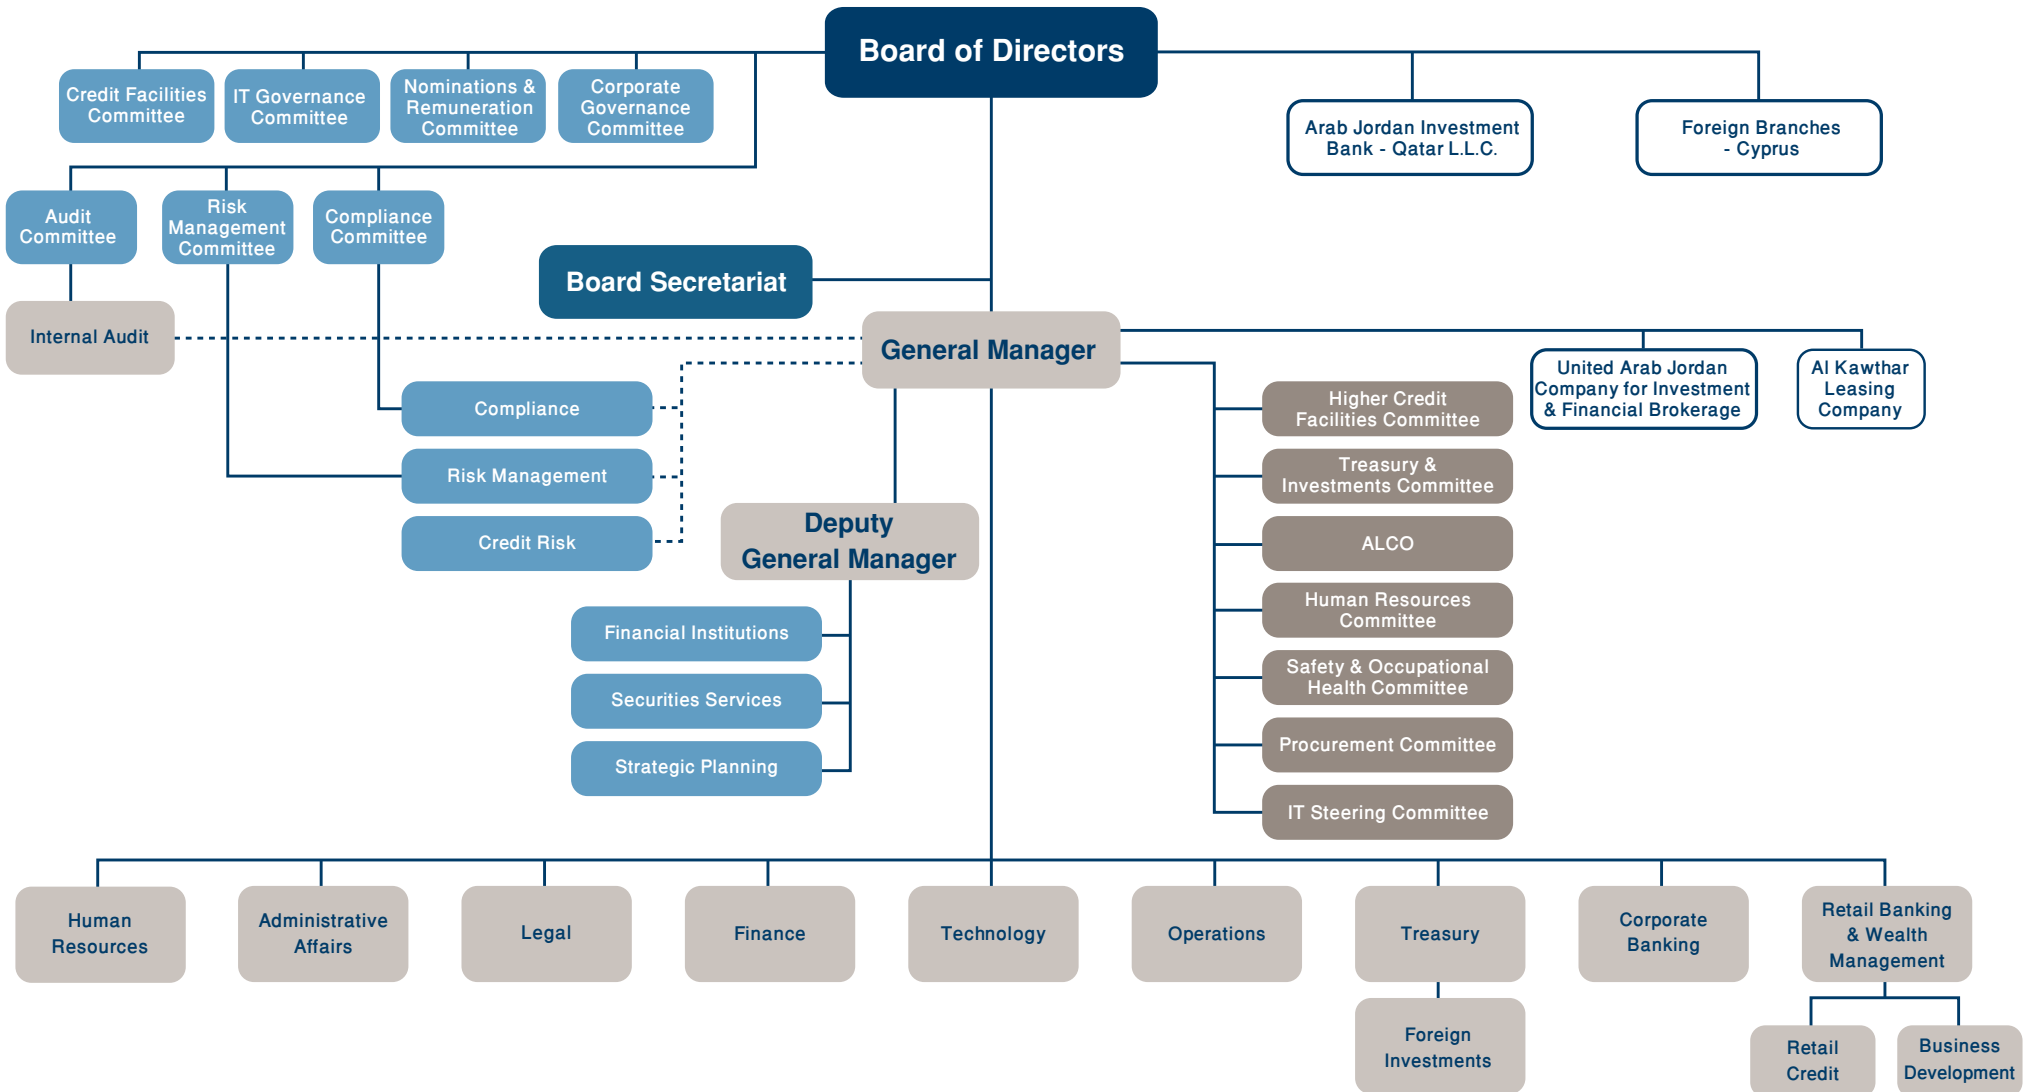 Board of Directors
Credit Facilities
Committee
IT Governance
Committee
Nominations &
Remuneration
Committee
Corporate
Governance
Committee
Arab Jordan Investment
Bank - Qatar L.L.C.
Foreign Branches
- Cyprus
Audit
Committee
Risk
Management
Committee
Compliance
Committee
Board Secretariat
Internal Audit
General Manager
United Arab Jordan
Company for Investment
& Financial Brokerage
Al Kawthar
Leasing
Company
Compliance
Risk Management
Credit Risk
Deputy
General Manager
Higher Credit
Facilities Committee
Treasury &
Investments Committee
ALCO
Human Resources
Committee
Safety & Occupational
Health Committee
Procurement Committee
IT Steering Committee
Financial Institutions
Securities Services
Strategic Planning
Human
Resources
Administrative
Affairs
Legal
Finance
Technology
Operations
Treasury
Corporate
Banking
Retail Banking
& Wealth
Management
Foreign
Investments
Retail
Credit
Business
Development